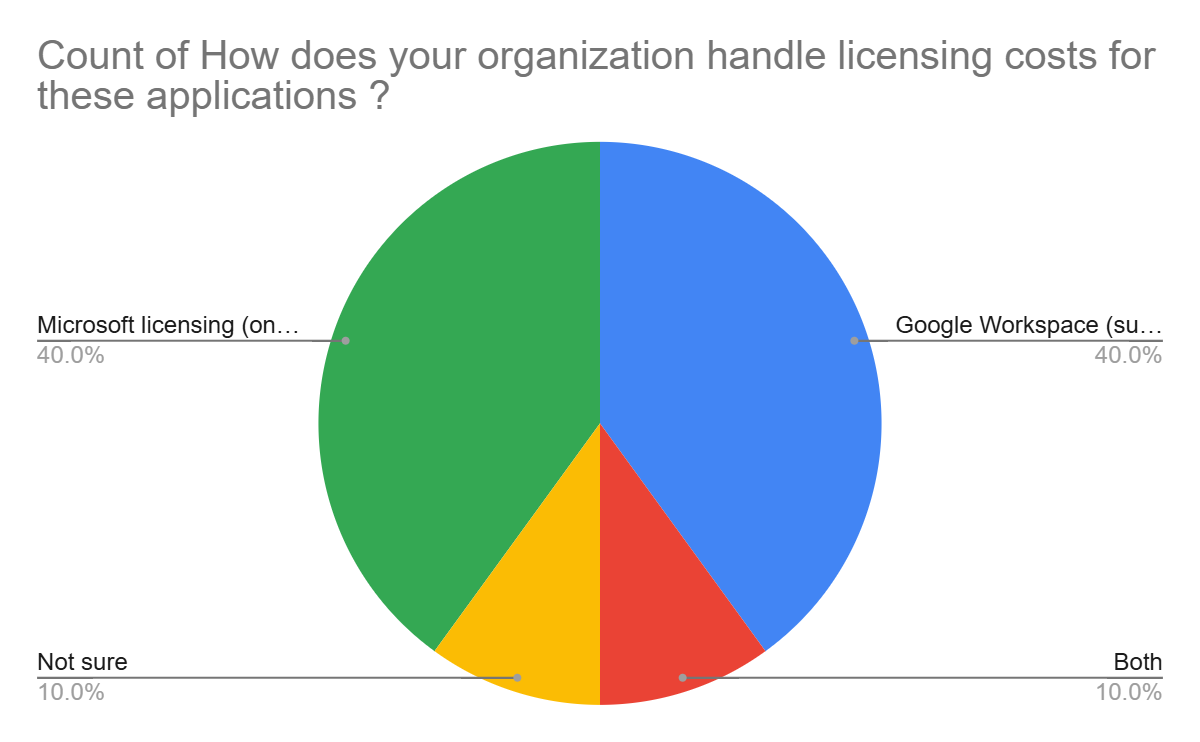 Count of How does your organization handle licensing costs for
these applications ?
Microsoft licensing (on…
40.0%
Google Workspace (su…
40.0%
Not sure
10.0%
Both
10.0%